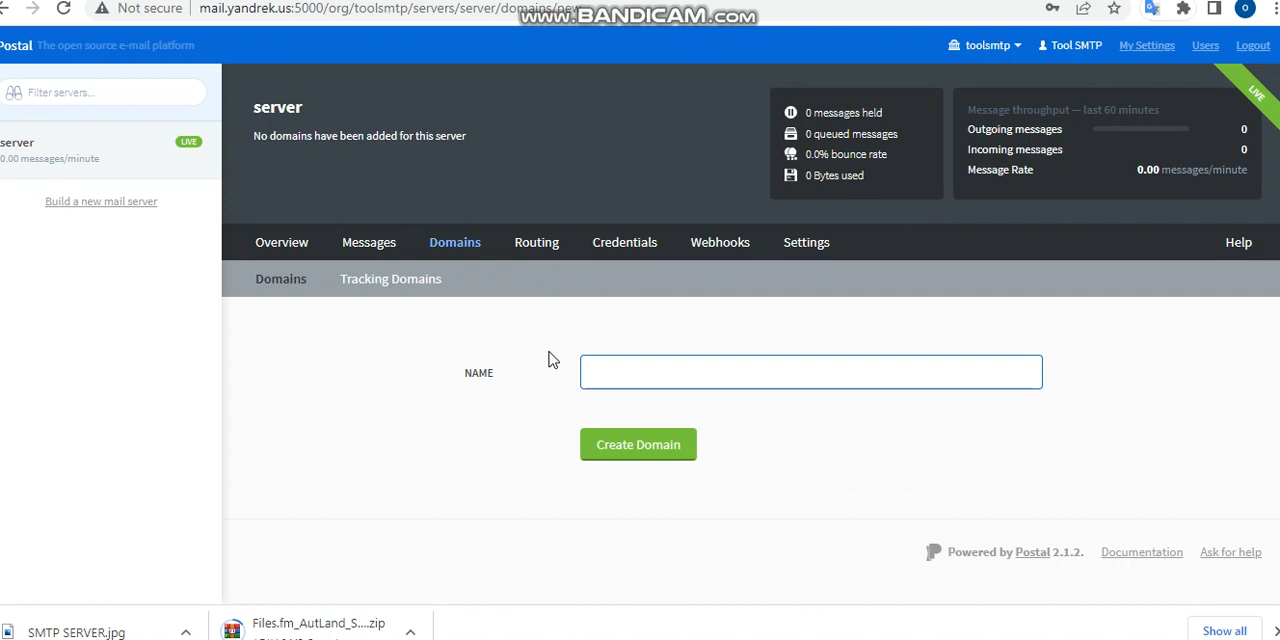 Not secure mail.yandrek.us:5000/org/toolsmtp/servers/server/domains/new
www.BANDICAM.com
Postal The open source e-mail platform
toolsmtp Tool SMTP My Settings Users Logout
Filter servers...
server LIVE
0.00 messages/minute
Build a new mail server
server
No domains have been added for this server
0 messages held
0 queued messages
0.0% bounce rate
0 Bytes used
Message throughput — last 60 minutes
Outgoing messages 0
Incoming messages 0
Message Rate 0.00 messages/minute
LIVE
Overview Messages Domains Routing Credentials Webhooks Settings Help
Domains Tracking Domains
NAME
Create Domain
Powered by Postal 2.1.2. Documentation Ask for help
SMTP SERVER.jpg
Files.fm_AutLand_S....zip
Show all